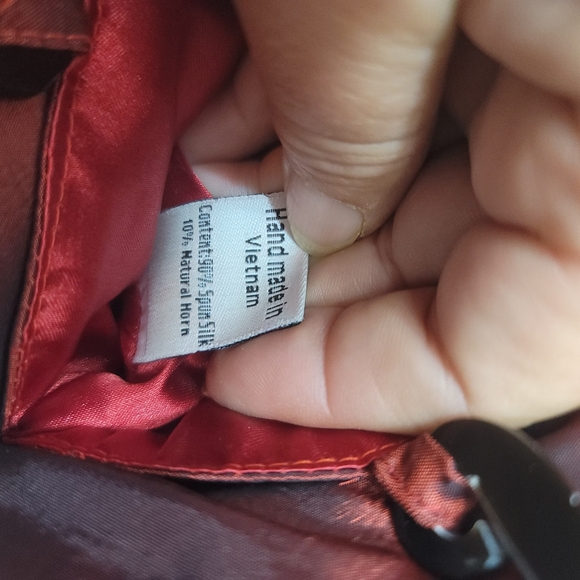 Hand made in
Vietnam
Content:90% Spun Silk
10% Natural Horn